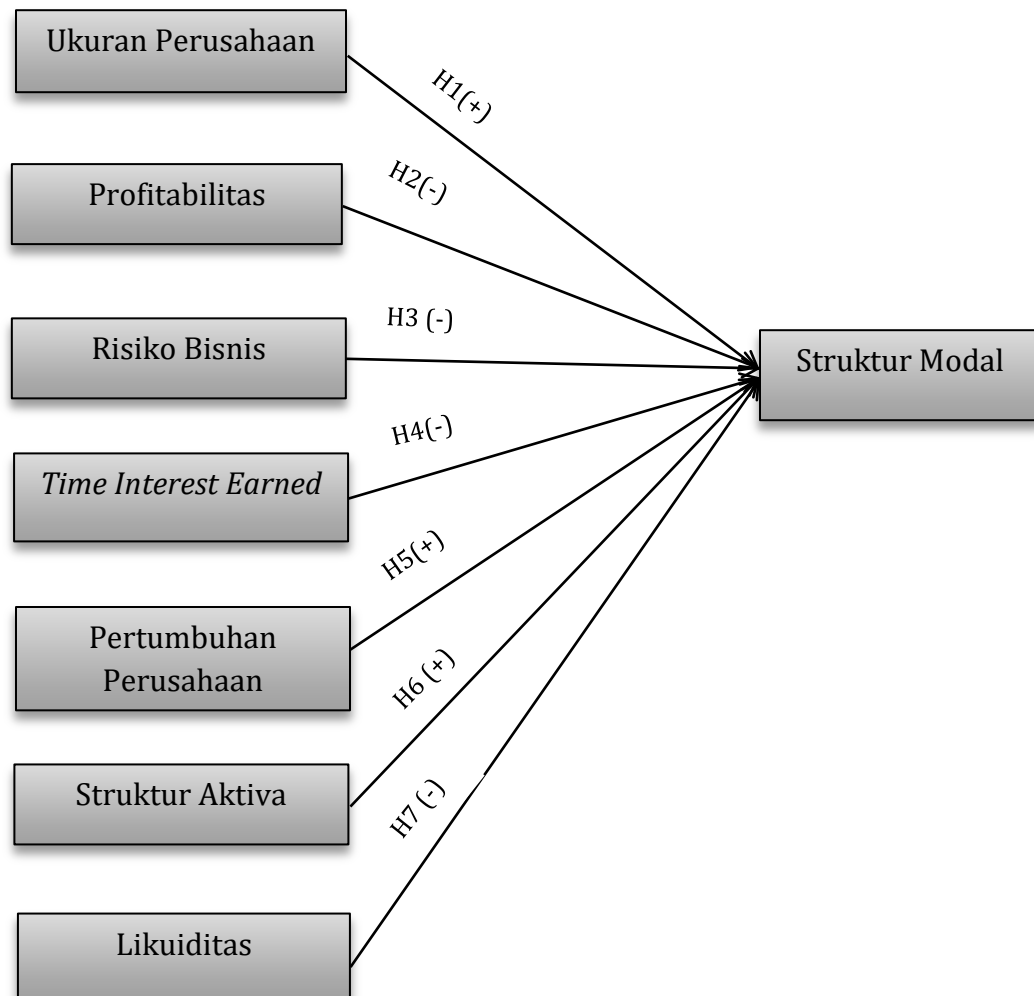 Ukuran Perusahaan
H1(+)
Profitabilitas
H2(-)
Risiko Bisnis
H3 (-)
Struktur Modal
Time Interest Earned
H4(-)
Pertumbuhan
Perusahaan
H5(+)
Struktur Aktiva
H6 (+)
Likuiditas
H7 (-)